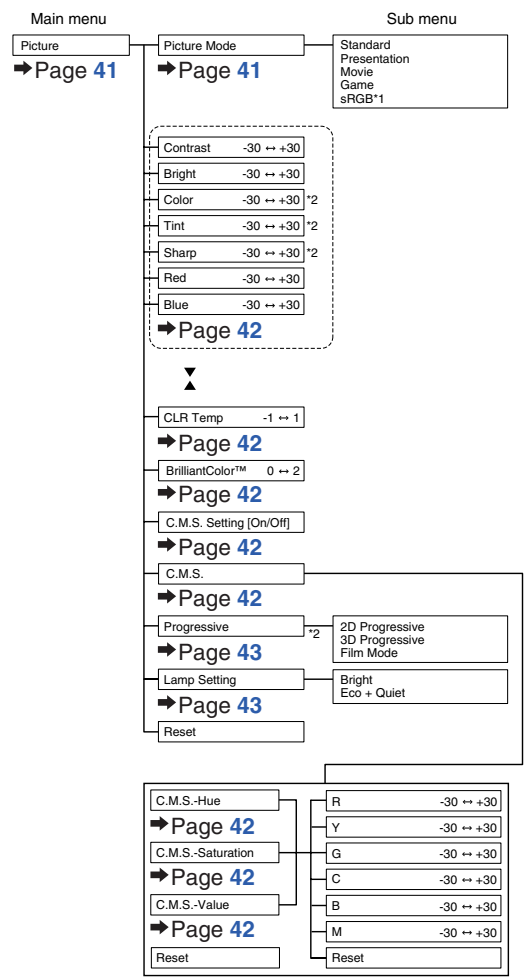 Main menu
Sub menu
Picture
➡Page 41
Picture Mode
➡Page 41
Standard
Presentation
Movie
Game
sRGB*1
Contrast -30 ↔ +30
Bright -30 ↔ +30
Color -30 ↔ +30 *2
Tint -30 ↔ +30 *2
Sharp -30 ↔ +30 *2
Red -30 ↔ +30
Blue -30 ↔ +30
➡Page 42
CLR Temp -1 ↔ 1
➡Page 42
BrilliantColor™ 0 ↔ 2
➡Page 42
C.M.S. Setting [On/Off]
➡Page 42
C.M.S.
➡Page 42
Progressive *2
➡Page 43
2D Progressive
3D Progressive
Film Mode
Lamp Setting
➡Page 43
Bright
Eco + Quiet
Reset
C.M.S.-Hue
➡Page 42
C.M.S.-Saturation
➡Page 42
C.M.S.-Value
➡Page 42
Reset
R -30 ↔ +30
Y -30 ↔ +30
G -30 ↔ +30
C -30 ↔ +30
B -30 ↔ +30
M -30 ↔ +30
Reset